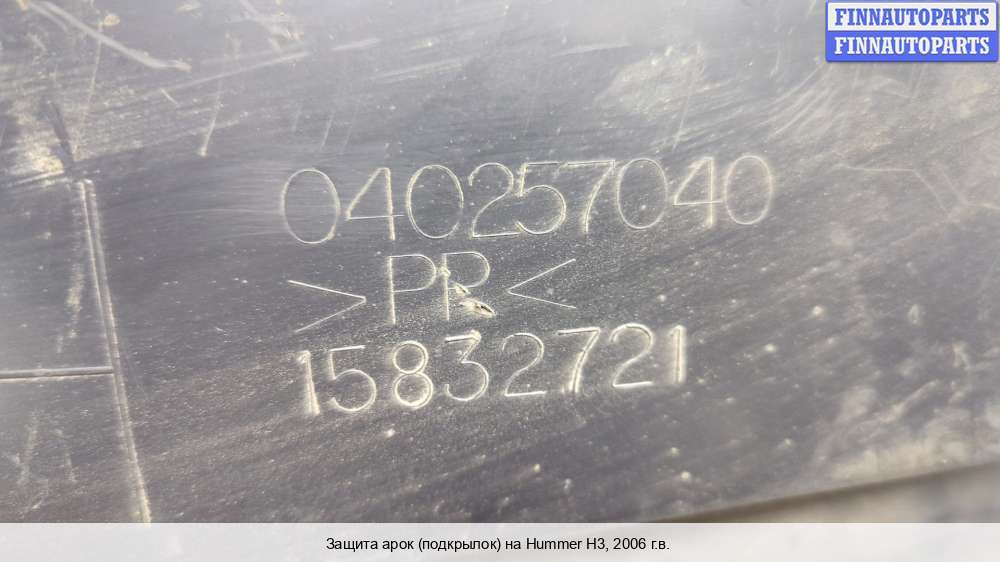 FINNAUTOPARTS
FINNAUTOPARTS
040257040
>PP<
15832721
Защита арок (подкрылок) на Hummer H3, 2006 г.в.